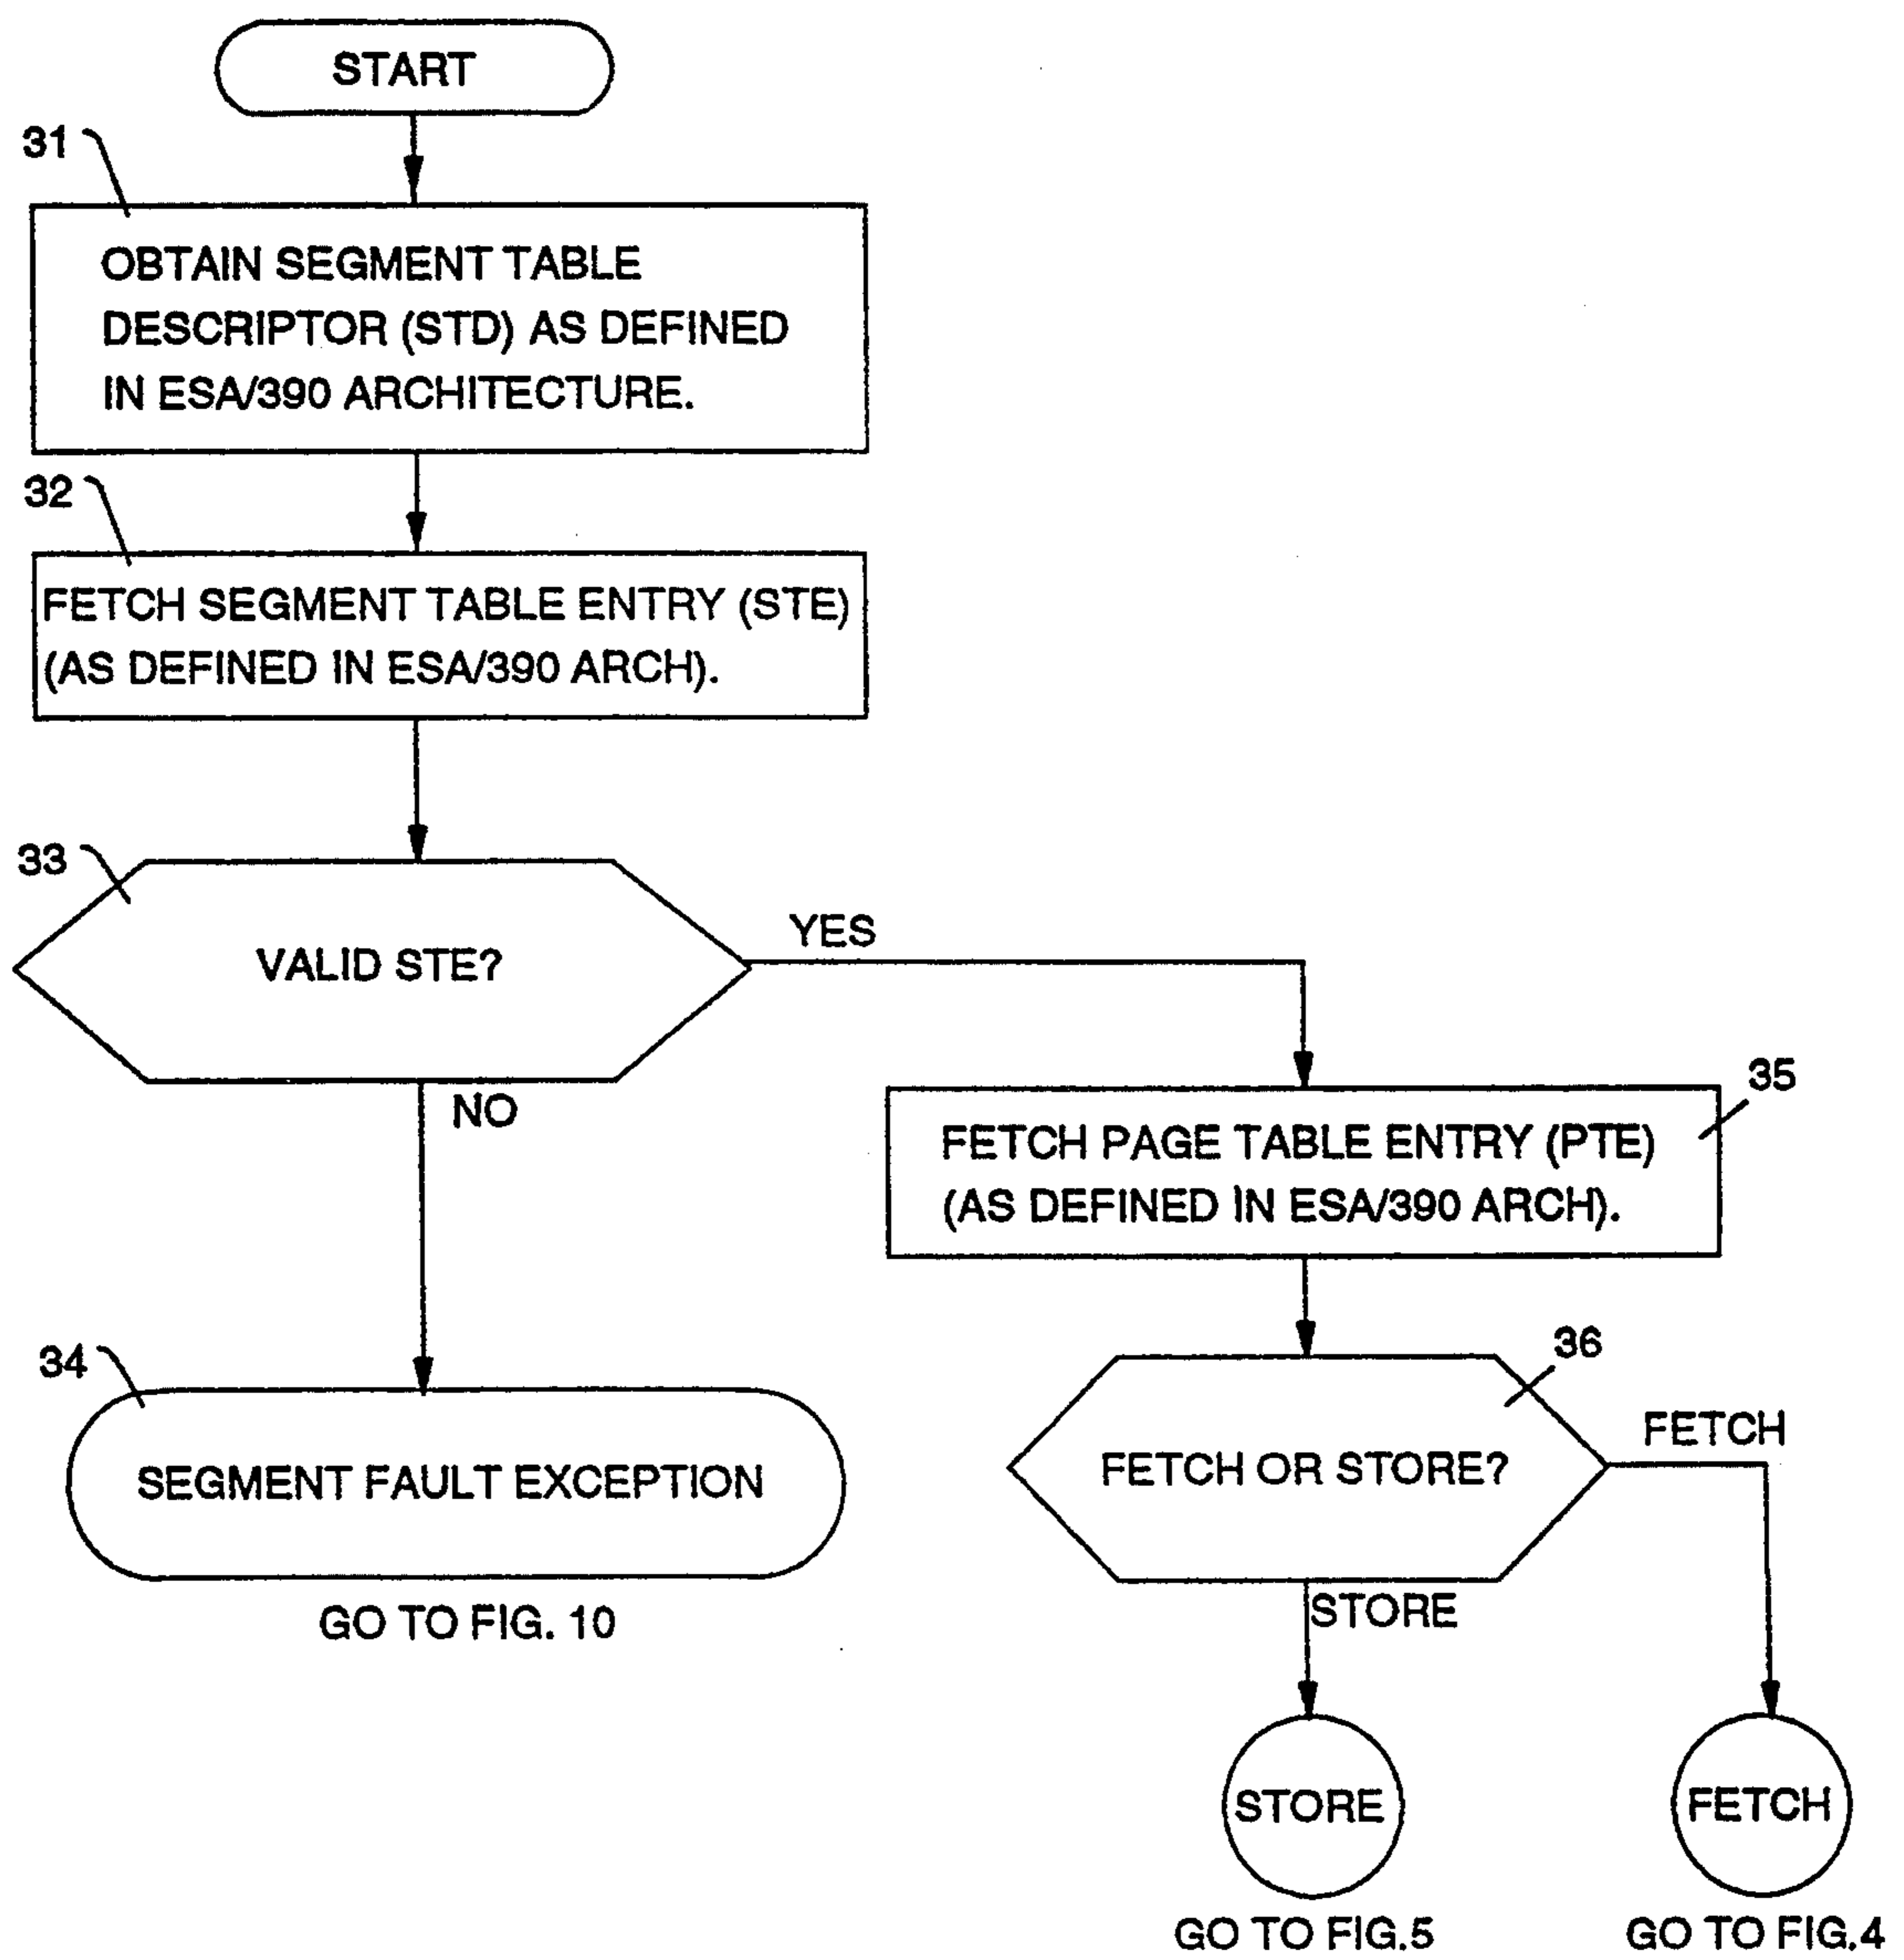 START
31
OBTAIN SEGMENT TABLE
DESCRIPTOR (STD) AS DEFINED
IN ESA/390 ARCHITECTURE.
32
FETCH SEGMENT TABLE ENTRY (STE)
(AS DEFINED IN ESA/390 ARCH).
33
VALID STE?
YES
NO
35
FETCH PAGE TABLE ENTRY (PTE)
(AS DEFINED IN ESA/390 ARCH).
34
SEGMENT FAULT EXCEPTION
GO TO FIG. 10
36
FETCH OR STORE?
FETCH
STORE
STORE
FETCH
GO TO FIG.5
GO TO FIG.4